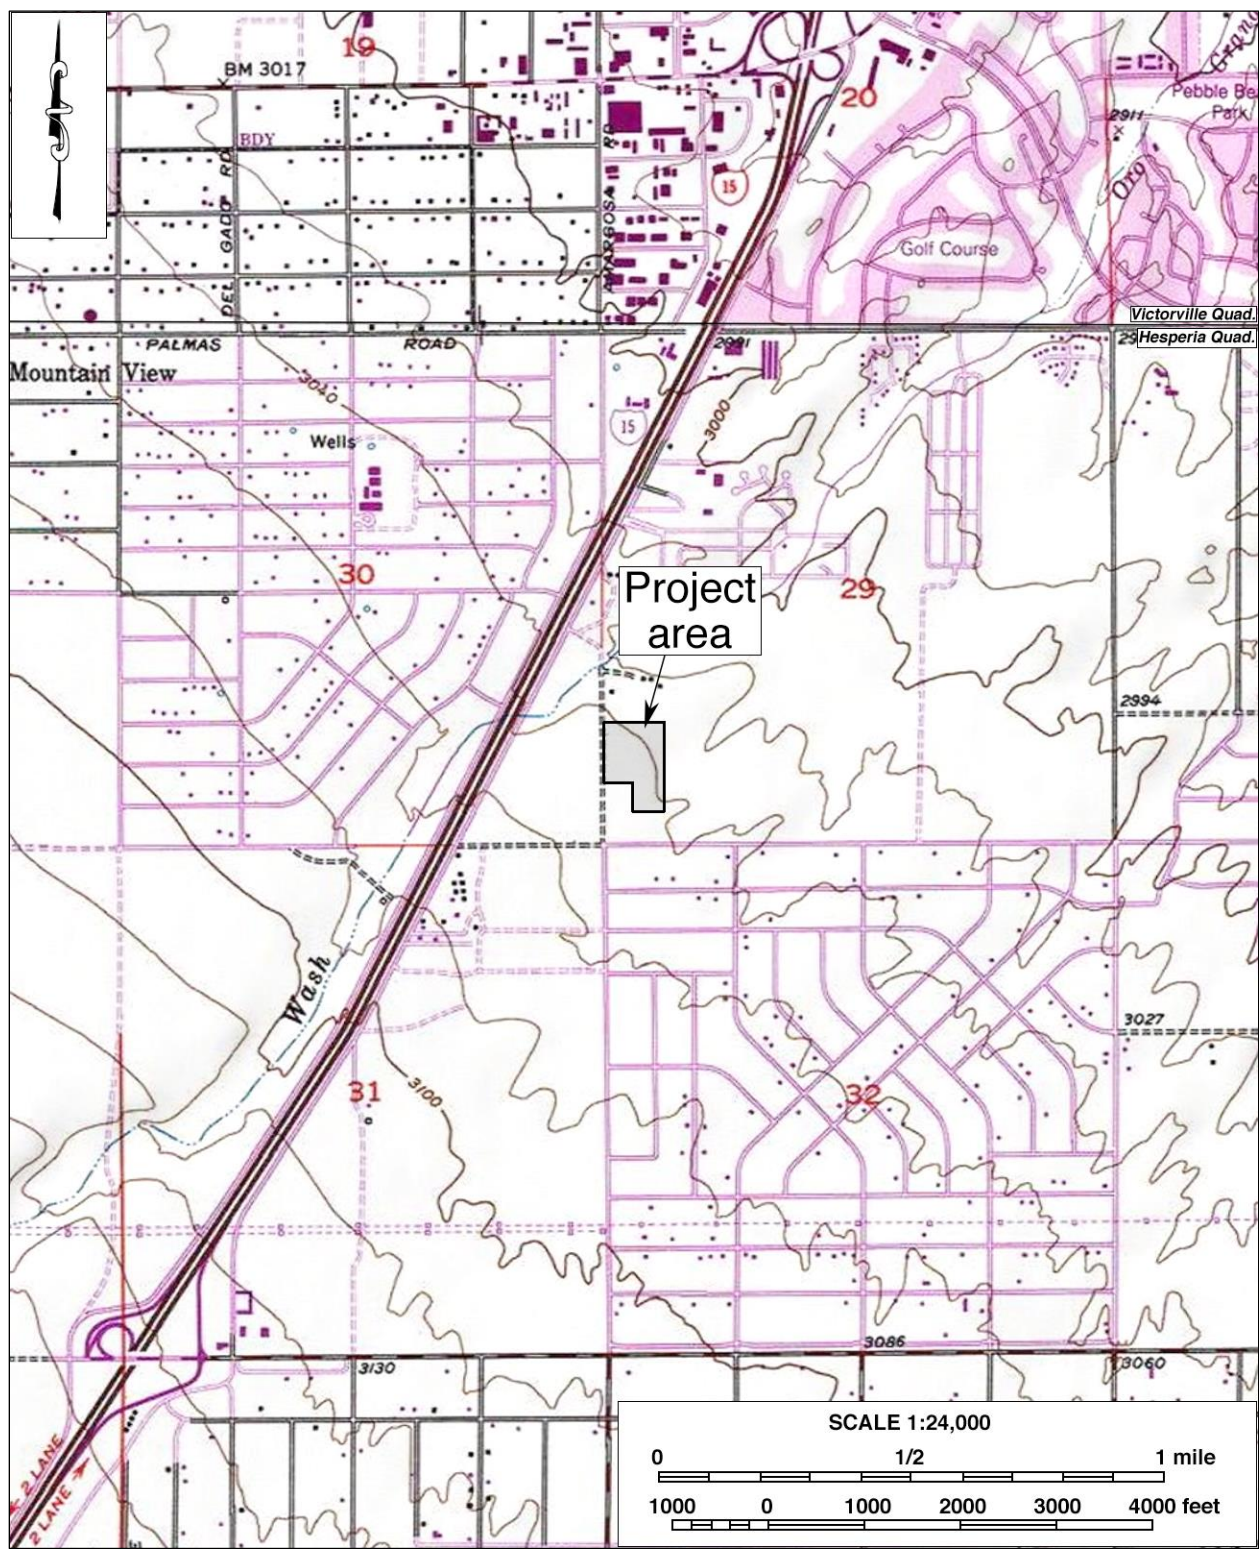 19
BM 3017
20
Pebble Be
Park
2911
BDY
DEL GADO RD
AMARGOSA RD
15
Oro
Grand
Golf Course
Victorville Quad.
Hesperia Quad.
PALMAS ROAD
2991
29
Mountain View
3040
Wells
15
3000
30
29
Project
area
2994
Wash
3027
31
3100
32
3086
3130
3060
2 LANE
2 LANE
SCALE 1:24,000
0 1/2 1 mile
1000 0 1000 2000 3000 4000 feet